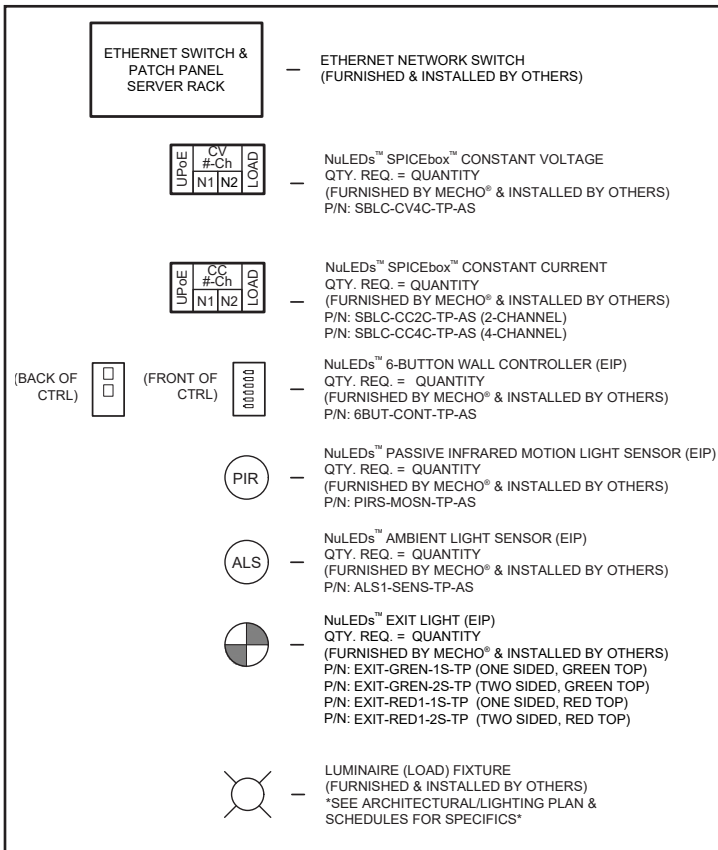 ETHERNET SWITCH &
PATCH PANEL
SERVER RACK
ETHERNET NETWORK SWITCH
(FURNISHED & INSTALLED BY OTHERS)
UPoE
CV
#-Ch
N1 N2
LOAD
NuLEDs™ SPICEbox™ CONSTANT VOLTAGE
QTY. REQ. = QUANTITY
(FURNISHED BY MECHO® & INSTALLED BY OTHERS)
P/N: SBLC-CV4C-TP-AS
UPoE
CC
#-Ch
N1 N2
LOAD
NuLEDs™ SPICEbox™ CONSTANT CURRENT
QTY. REQ. = QUANTITY
(FURNISHED BY MECHO® & INSTALLED BY OTHERS)
P/N: SBLC-CC2C-TP-AS (2-CHANNEL)
P/N: SBLC-CC4C-TP-AS (4-CHANNEL)
(BACK OF
CTRL)
(FRONT OF
CTRL)
NuLEDs™ 6-BUTTON WALL CONTROLLER (EIP)
QTY. REQ. = QUANTITY
(FURNISHED BY MECHO® & INSTALLED BY OTHERS)
P/N: 6BUT-CONT-TP-AS
PIR
NuLEDs™ PASSIVE INFRARED MOTION LIGHT SENSOR (EIP)
QTY. REQ. = QUANTITY
(FURNISHED BY MECHO® & INSTALLED BY OTHERS)
P/N: PIRS-MOSN-TP-AS
ALS
NuLEDs™ AMBIENT LIGHT SENSOR (EIP)
QTY. REQ. = QUANTITY
(FURNISHED BY MECHO® & INSTALLED BY OTHERS)
P/N: ALS1-SENS-TP-AS
NuLEDs™ EXIT LIGHT (EIP)
QTY. REQ. = QUANTITY
(FURNISHED BY MECHO® & INSTALLED BY OTHERS)
P/N: EXIT-GREN-1S-TP (ONE SIDED, GREEN TOP)
P/N: EXIT-GREN-2S-TP (TWO SIDED, GREEN TOP)
P/N: EXIT-RED1-1S-TP (ONE SIDED, RED TOP)
P/N: EXIT-RED1-2S-TP (TWO SIDED, RED TOP)
LUMINAIRE (LOAD) FIXTURE
(FURNISHED & INSTALLED BY OTHERS)
*SEE ARCHITECTURAL/LIGHTING PLAN &
SCHEDULES FOR SPECIFICS*